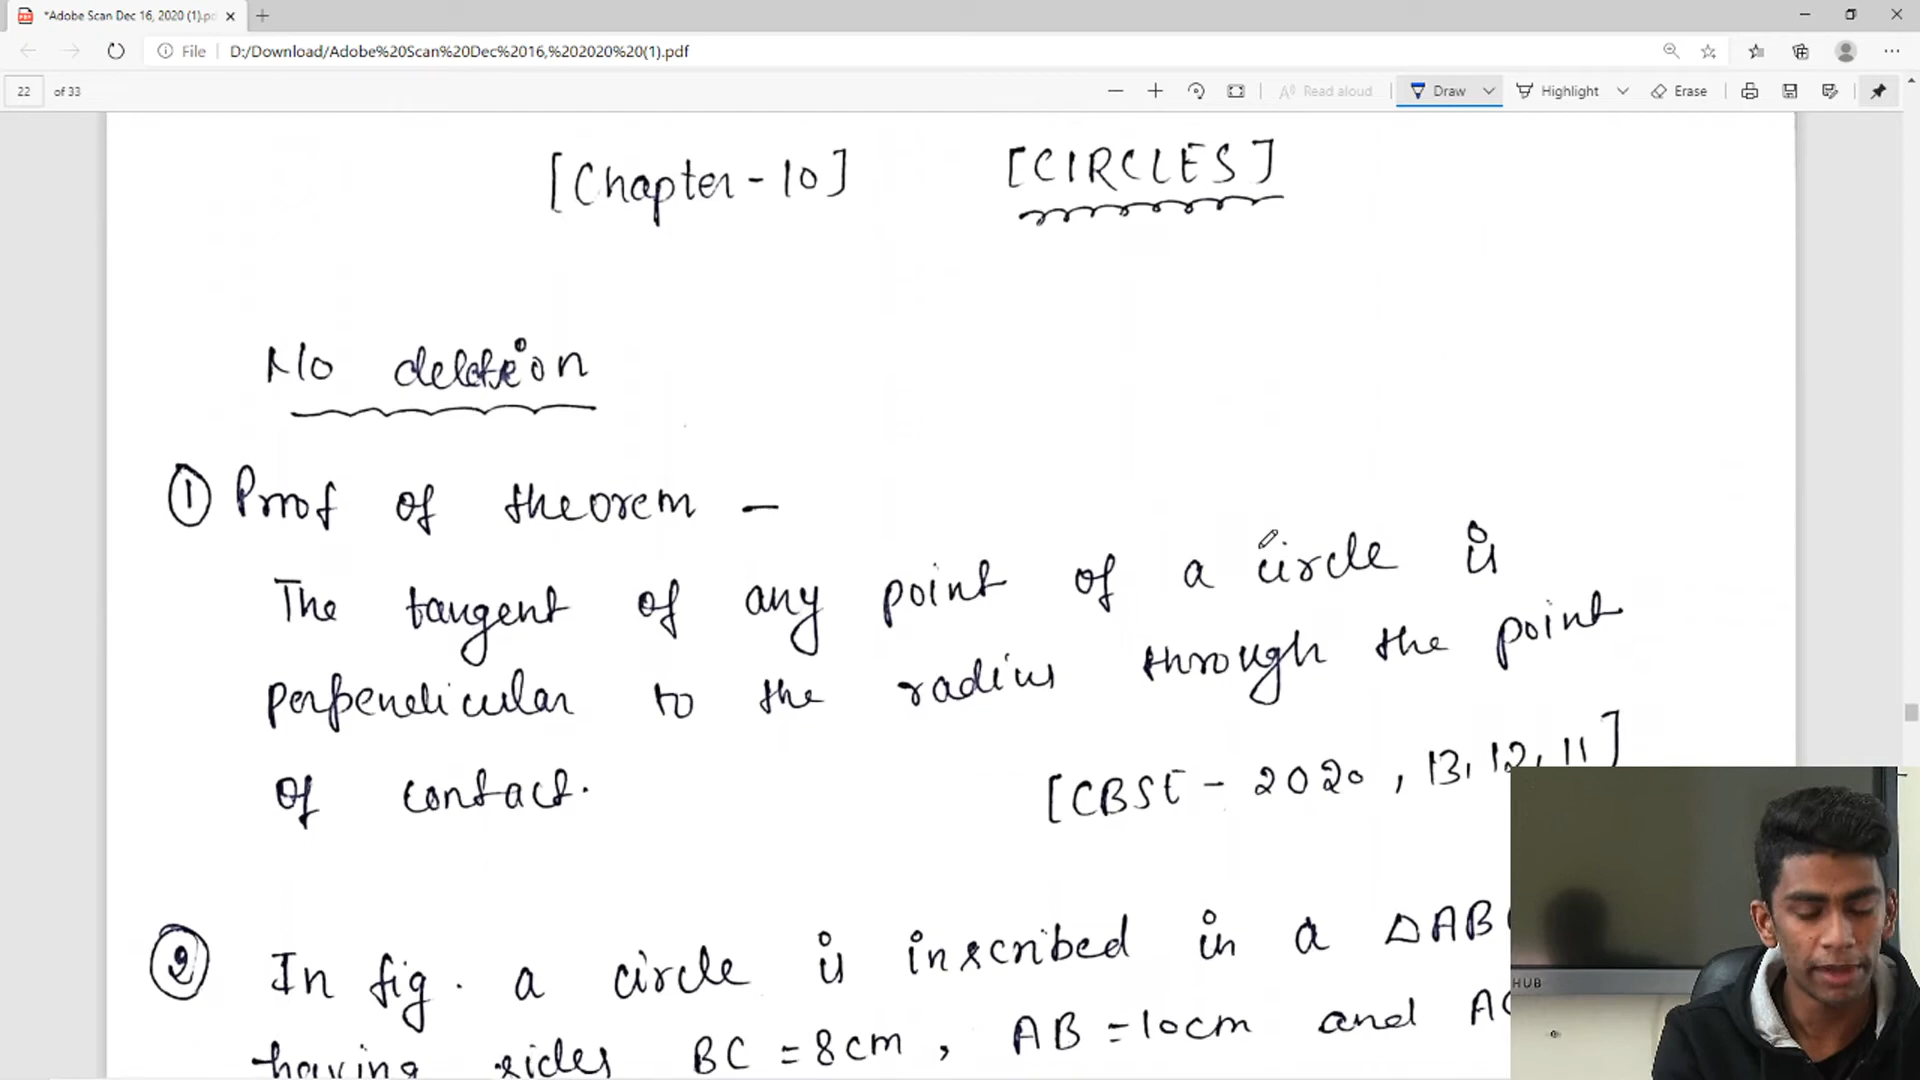 *Adobe Scan Dec 16, 2020 (1).pd
File D:/Download/Adobe%20Scan%20Dec%2016,%202020%20(1).pdf
22 of 33 Read aloud Draw Highlight Erase
[Chapter-10] [CIRCLES]
No deletion
① Proof of theorem -
The tangent of any point of a circle is
perpendicular to the radius through the point
of contact.
[CBSE - 2020, 13, 12, 11]
② In fig. a circle is inscribed in a △AB
having sides BC = 8cm, AB = 10cm and AC
HUB